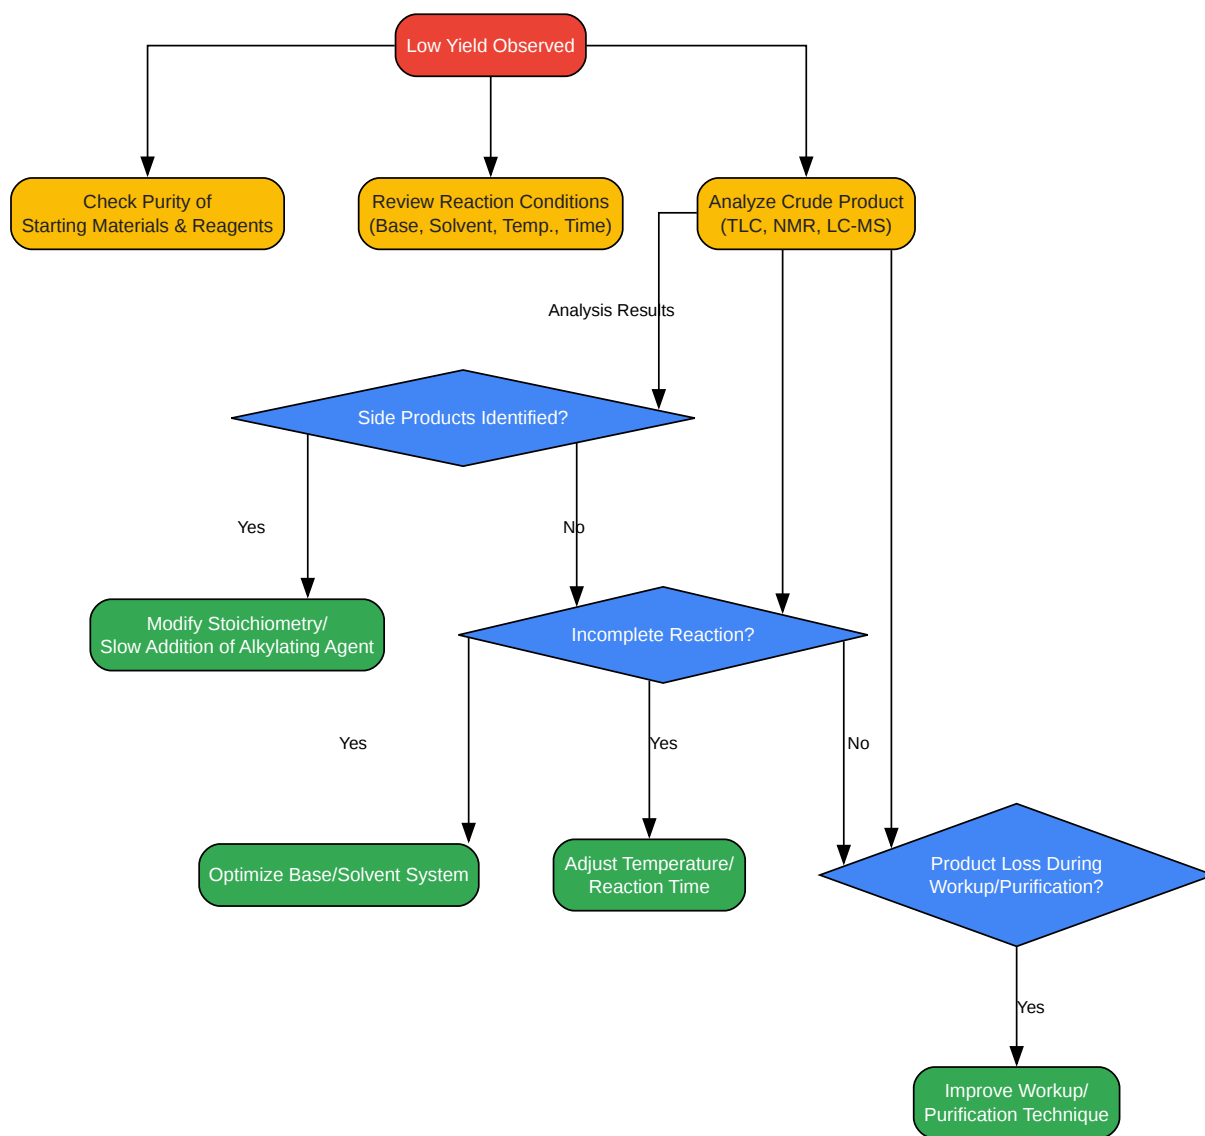 Low Yield Observed
Check Purity of
Starting Materials & Reagents
Review Reaction Conditions
(Base, Solvent, Temp., Time)
Analyze Crude Product
(TLC, NMR, LC-MS)
Analysis Results
Side Products Identified?
Yes
No
Modify Stoichiometry/
Slow Addition of Alkylating Agent
Incomplete Reaction?
Yes
Yes
No
Optimize Base/Solvent System
Adjust Temperature/
Reaction Time
Product Loss During
Workup/Purification?
Yes
Improve Workup/
Purification Technique